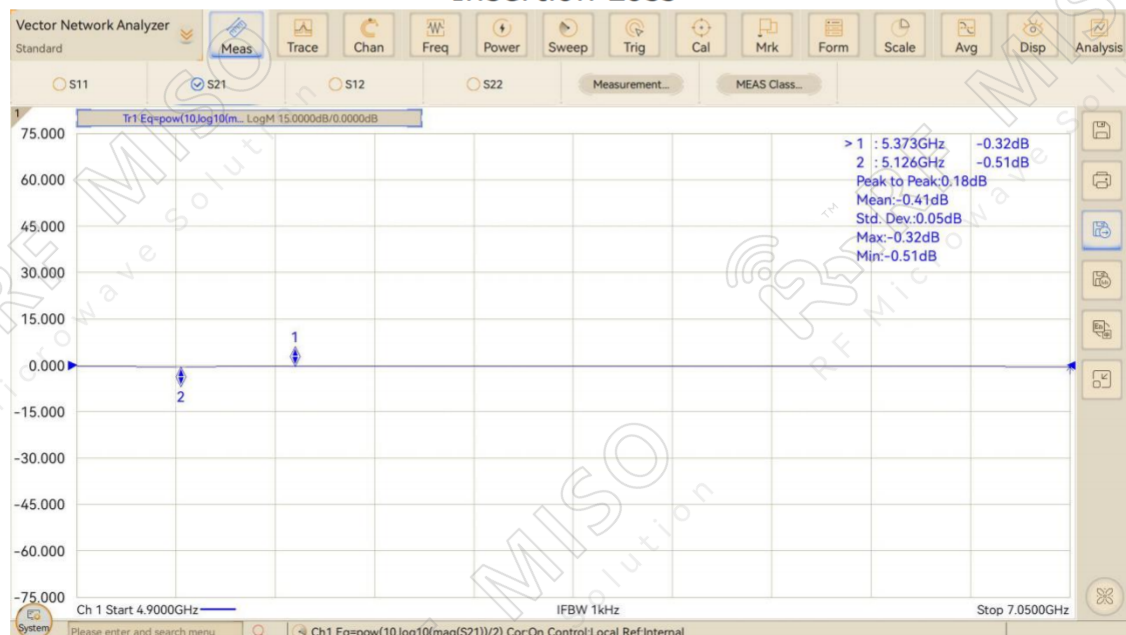 Insertion Loss
Vector Network Analyzer
Standard
Meas Trace Chan Freq Power Sweep Trig Cal Mrk Form Scale Avg Disp Analysis
S11 S21 S12 S22 Measurement... MEAS Class...
1
Tr1 Eq=pow(10,log10(m... LogM 15.0000dB/0.0000dB
75.000
60.000
45.000
30.000
15.000
0.000
-15.000
-30.000
-45.000
-60.000
-75.000
> 1 : 5.373GHz -0.32dB
2 : 5.126GHz -0.51dB
Peak to Peak:0.18dB
Mean:-0.41dB
Std. Dev.:0.05dB
Max:-0.32dB
Min:-0.51dB
1
2
Ch 1 Start 4.9000GHz IFBW 1kHz Stop 7.0500GHz
System Please enter and search menu Ch1 Eq=pow(10,log10(mag(S21))/2) Cor:On Control:Local Ref:Internal
RF MISO
RF Microwave Solution
TM